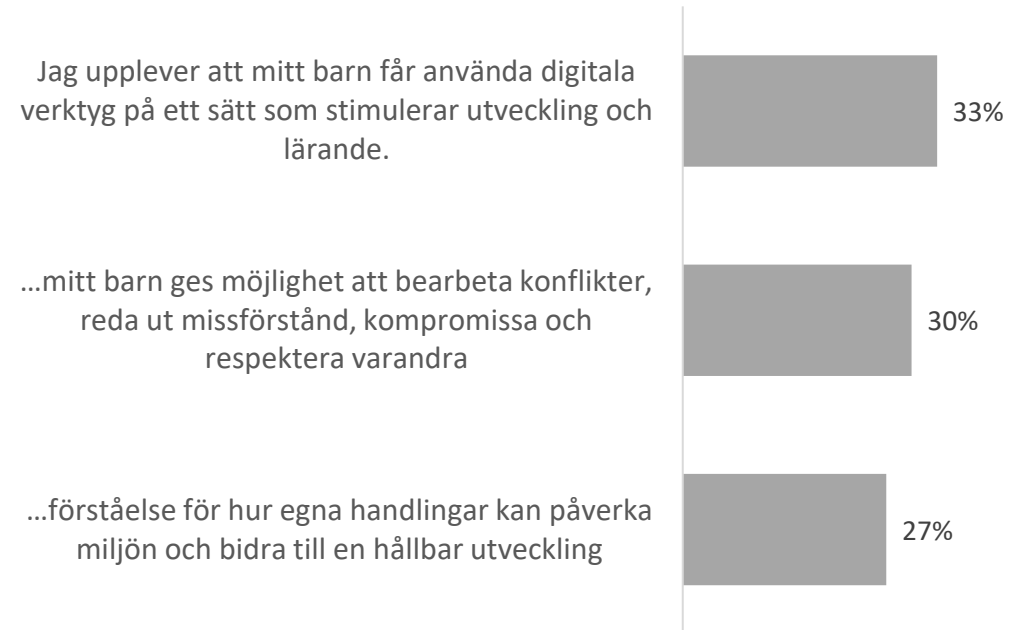 Jag upplever att mitt barn får använda digitala
verktyg på ett sätt som stimulerar utveckling och
lärande.
33%
...mitt barn ges möjlighet att bearbeta konflikter,
reda ut missförstånd, kompromissa och
respektera varandra
30%
...förståelse för hur egna handlingar kan påverka
miljön och bidra till en hållbar utveckling
27%